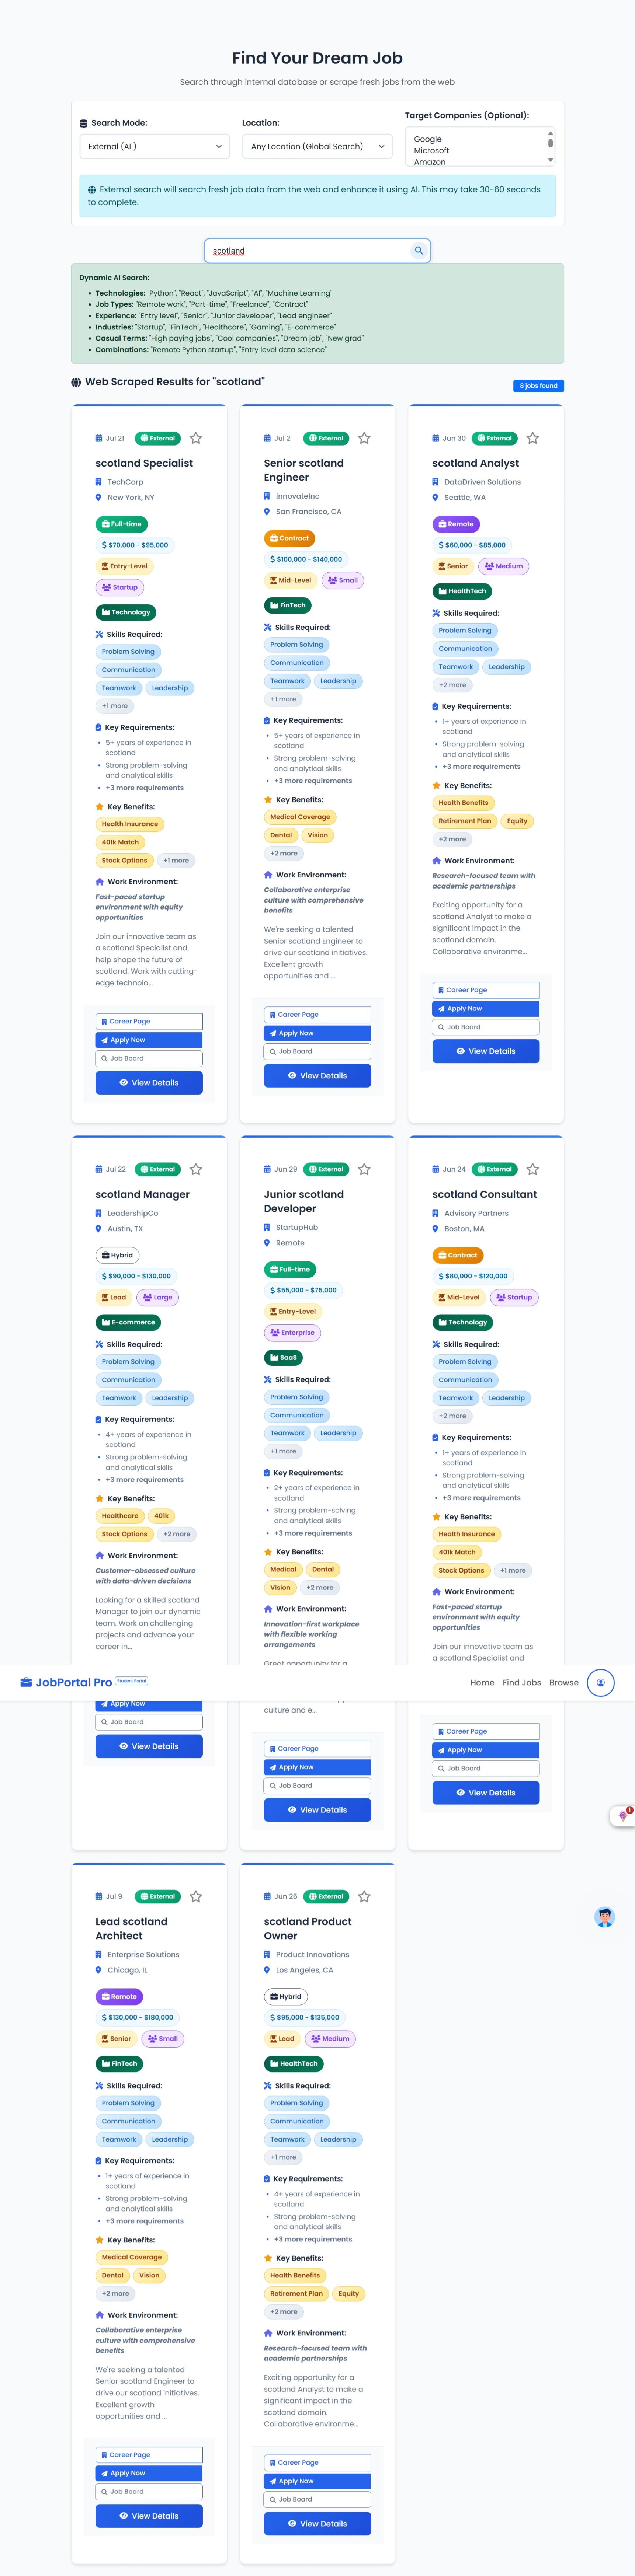 Find Your Dream Job
Search through internal database or scrape fresh jobs from the web
Search Mode:
External (AI )
Location:
Any Location (Global Search)
Target Companies (Optional):
Google
Microsoft
Amazon
External search will search fresh job data from the web and enhance it using AI. This may take 30-60 seconds
to complete.
scotland
Dynamic AI Search:
• Technologies: "Python", "React", "JavaScript", "AI", "Machine Learning"
• Job Types: "Remote work", "Part-time", "Freelance", "Contract"
• Experience: "Entry level", "Senior", "Junior developer", "Lead engineer"
• Industries: "Startup", "FinTech", "Healthcare", "Gaming", "E-commerce"
• Casual Terms: "High paying jobs", "Cool companies", "Dream job", "New grad"
• Combinations: "Remote Python startup", "Entry level data science"
Web Scraped Results for "scotland"
8 jobs found
Jul 21 External
scotland Specialist
TechCorp
New York, NY
Full-time
$ $70,000 - $95,000
Entry-Level
Startup
Technology
Skills Required:
Problem Solving
Communication
Teamwork Leadership
+1 more
Key Requirements:
• 5+ years of experience in
scotland
• Strong problem-solving
and analytical skills
• +3 more requirements
Key Benefits:
Health Insurance
401k Match
Stock Options +1 more
Work Environment:
Fast-paced startup
environment with equity
opportunities
Join our innovative team as
a scotland Specialist and
help shape the future of
scotland. Work with cutting-
edge technolo...
Career Page
Apply Now
Job Board
View Details
Jul 2 External
Senior scotland
Engineer
InnovateInc
San Francisco, CA
Contract
$ $100,000 - $140,000
Mid-Level Small
FinTech
Skills Required:
Problem Solving
Communication
Teamwork Leadership
+1 more
Key Requirements:
• 5+ years of experience in
scotland
• Strong problem-solving
and analytical skills
• +3 more requirements
Key Benefits:
Medical Coverage
Dental Vision
+2 more
Work Environment:
Collaborative enterprise
culture with comprehensive
benefits
We're seeking a talented
Senior scotland Engineer to
drive our scotland initiatives.
Excellent growth
opportunities and ...
Career Page
Apply Now
Job Board
View Details
Jun 30 External
scotland Analyst
DataDriven Solutions
Seattle, WA
Remote
$ $60,000 - $85,000
Senior Medium
HealthTech
Skills Required:
Problem Solving
Communication
Teamwork Leadership
+2 more
Key Requirements:
• 1+ years of experience in
scotland
• Strong problem-solving
and analytical skills
• +3 more requirements
Key Benefits:
Health Benefits
Retirement Plan Equity
+2 more
Work Environment:
Research-focused team with
academic partnerships
Exciting opportunity for a
scotland Analyst to make a
significant impact in the
scotland domain.
Collaborative environme...
Career Page
Apply Now
Job Board
View Details
Jul 22 External
scotland Manager
LeadershipCo
Austin, TX
Hybrid
$ $90,000 - $130,000
Lead Large
E-commerce
Skills Required:
Problem Solving
Communication
Teamwork Leadership
Key Requirements:
• 4+ years of experience in
scotland
• Strong problem-solving
and analytical skills
• +3 more requirements
Key Benefits:
Healthcare 401k
Stock Options +2 more
Work Environment:
Customer-obsessed culture
with data-driven decisions
Looking for a skilled scotland
Manager to join our dynamic
team. Work on challenging
projects and advance your
career in...
Jun 29 External
Junior scotland
Developer
StartupHub
Remote
Full-time
$ $55,000 - $75,000
Entry-Level
Enterprise
SaaS
Skills Required:
Problem Solving
Communication
Teamwork Leadership
+1 more
Key Requirements:
• 2+ years of experience in
scotland
• Strong problem-solving
and analytical skills
• +3 more requirements
Key Benefits:
Medical Dental
Vision +2 more
Work Environment:
Innovation-first workplace
with flexible working
arrangements
Great opportunity for a
Jun 24 External
scotland Consultant
Advisory Partners
Boston, MA
Contract
$ $80,000 - $120,000
Mid-Level Startup
Technology
Skills Required:
Problem Solving
Communication
Teamwork Leadership
+2 more
Key Requirements:
• 1+ years of experience in
scotland
• Strong problem-solving
and analytical skills
• +3 more requirements
Key Benefits:
Health Insurance
401k Match
Stock Options +1 more
Work Environment:
Fast-paced startup
environment with equity
opportunities
Join our innovative team as
a scotland Specialist and
JobPortal Pro Student Portal
Home Find Jobs Browse
Apply Now
Job Board
View Details
culture and e...
Career Page
Apply Now
Job Board
View Details
Career Page
Apply Now
Job Board
View Details
1
Jul 9 External
Lead scotland
Architect
Enterprise Solutions
Chicago, IL
Remote
$ $130,000 - $180,000
Senior Small
FinTech
Skills Required:
Problem Solving
Communication
Teamwork Leadership
Key Requirements:
• 1+ years of experience in
scotland
• Strong problem-solving
and analytical skills
• +3 more requirements
Key Benefits:
Medical Coverage
Dental Vision
+2 more
Work Environment:
Collaborative enterprise
culture with comprehensive
benefits
We're seeking a talented
Senior scotland Engineer to
drive our scotland initiatives.
Excellent growth
opportunities and ...
Career Page
Apply Now
Job Board
View Details
Jun 26 External
scotland Product
Owner
Product Innovations
Los Angeles, CA
Hybrid
$ $95,000 - $135,000
Lead Medium
HealthTech
Skills Required:
Problem Solving
Communication
Teamwork Leadership
+1 more
Key Requirements:
• 4+ years of experience in
scotland
• Strong problem-solving
and analytical skills
• +3 more requirements
Key Benefits:
Health Benefits
Retirement Plan Equity
+2 more
Work Environment:
Research-focused team with
academic partnerships
Exciting opportunity for a
scotland Analyst to make a
significant impact in the
scotland domain.
Collaborative environme...
Career Page
Apply Now
Job Board
View Details